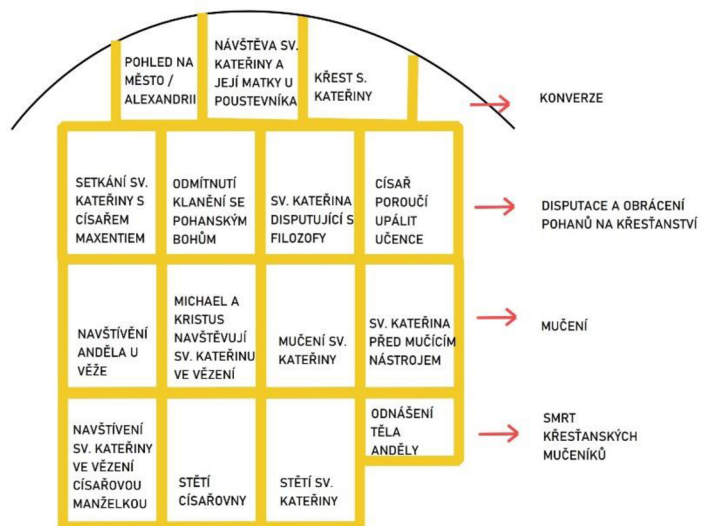 POHLED NA
MĚSTO /
ALEXANDRII
NÁVŠTĚVA SV.
KATEŘINY A
JEJÍ MATKY U
POUSTEVNÍKA
KŘEST S.
KATEŘINY
KONVERZE
SETKÁNÍ SV.
KATEŘINY S
CÍSAŘEM
MAXENTIEM
ODMÍTNUTÍ
KLANĚNÍ SE
POHANSKÝM
BOHŮM
SV. KATEŘINA
DISPUTUJÍCÍ S
FILOZOFY
CÍSAŘ
POROUČÍ
UPÁLIT
UČENCE
DISPUTACE A OBRÁCENÍ
POHANŮ NA KŘESŤANSTVÍ
NAVŠTÍVĚNÍ
ANDĚLA U
VĚŽE
MICHAEL A
KRISTUS
NAVŠTĚVUJÍ
SV. KATEŘINU
VE VĚZENÍ
MUČENÍ SV.
KATEŘINY
SV. KATEŘINA
PŘED MUČÍCÍM
NÁSTROJEM
MUČENÍ
NAVŠTÍVENÍ
SV. KATEŘINY
VE VĚZENÍ
CÍSAŘOVOU
MANŽELKOU
STĚTÍ
CÍSAŘOVNY
STĚTÍ SV.
KATEŘINY
ODNÁŠENÍ
TĚLA
ANDĚLY
SMRT
KŘESŤANSKÝCH
MUČENÍKŮ